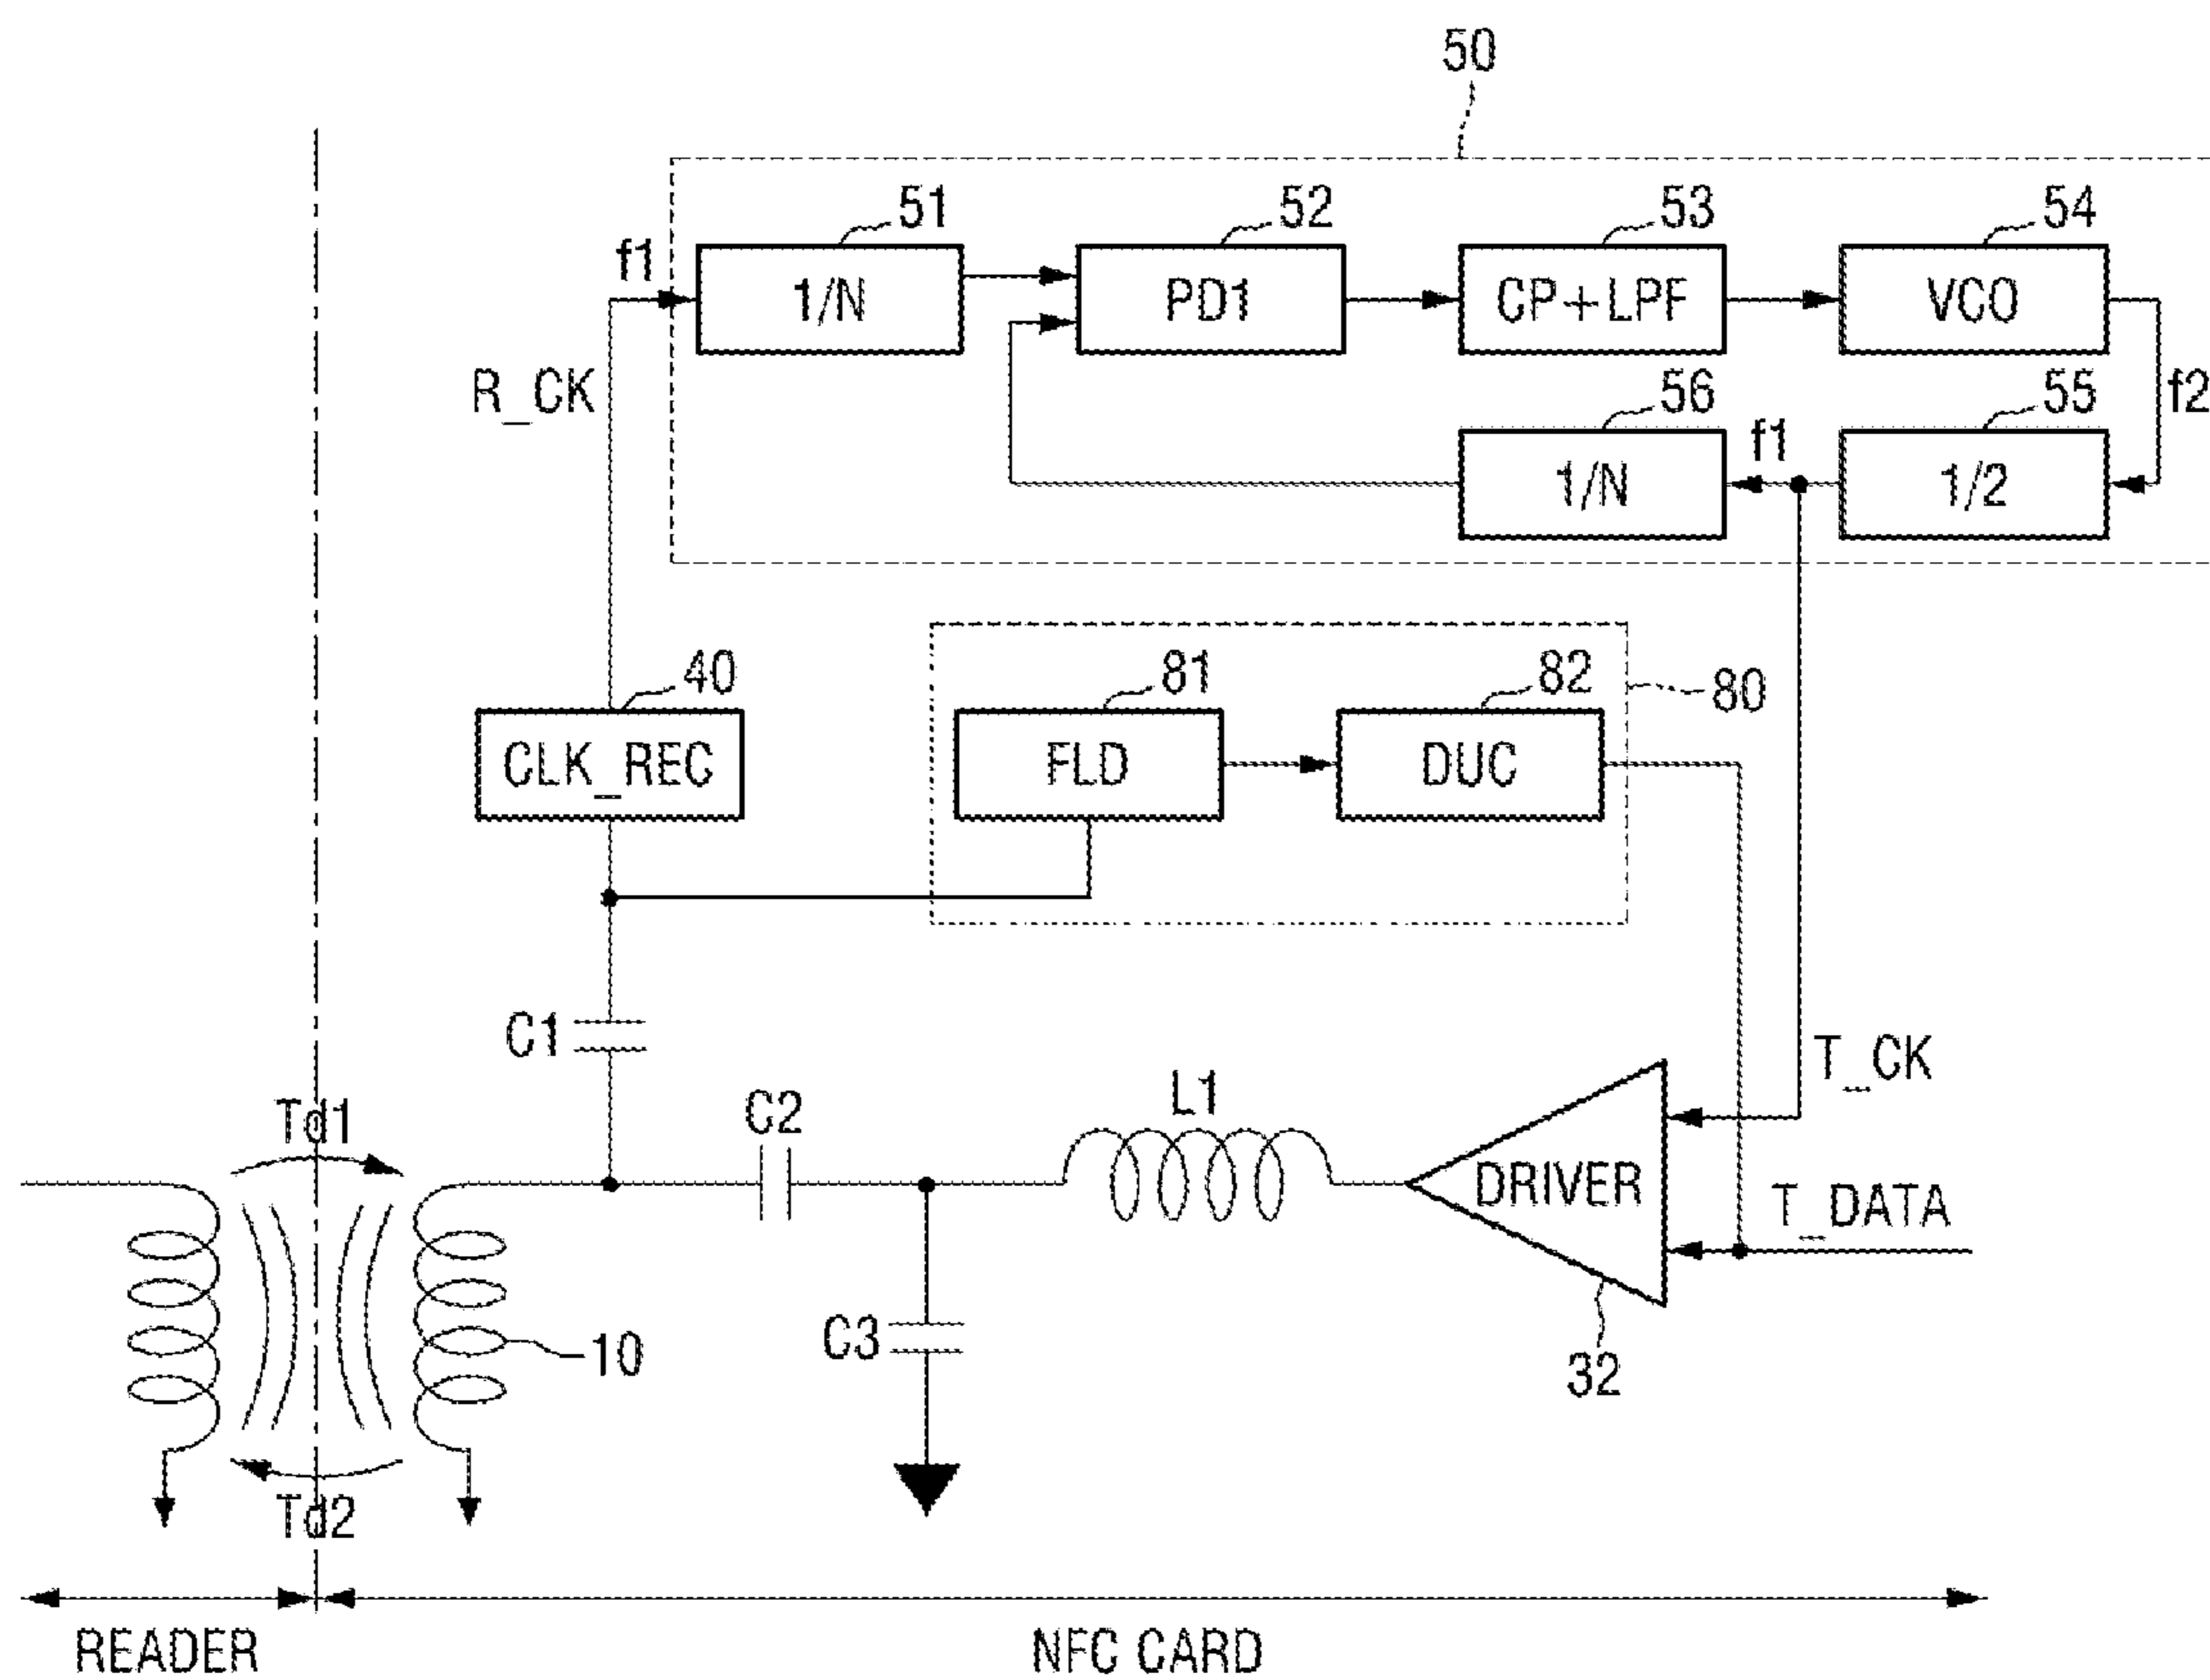 50
51
52
53
54
f1
1/N
PD1
CP+LPF
VCO
R_CK
56
55
f2
f1
1/N
1/2
40
81
82
80
CLK_REC
FLD
DUC
C1
T_CK
Td1
C2
L1
DRIVER
T_DATA
C3
10
32
Td2
READER
NFC CARD